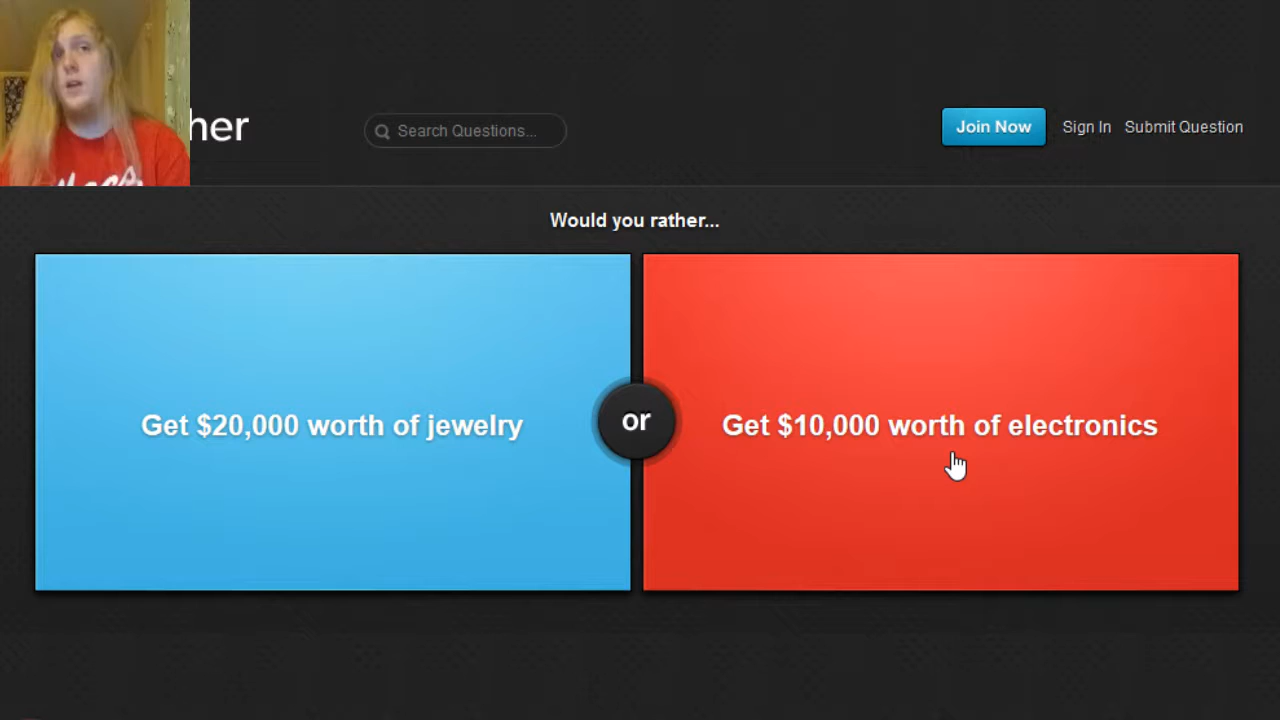 her
Search Questions...
Join Now
Sign In
Submit Question
Would you rather...
Get $20,000 worth of jewelry
or
Get $10,000 worth of electronics